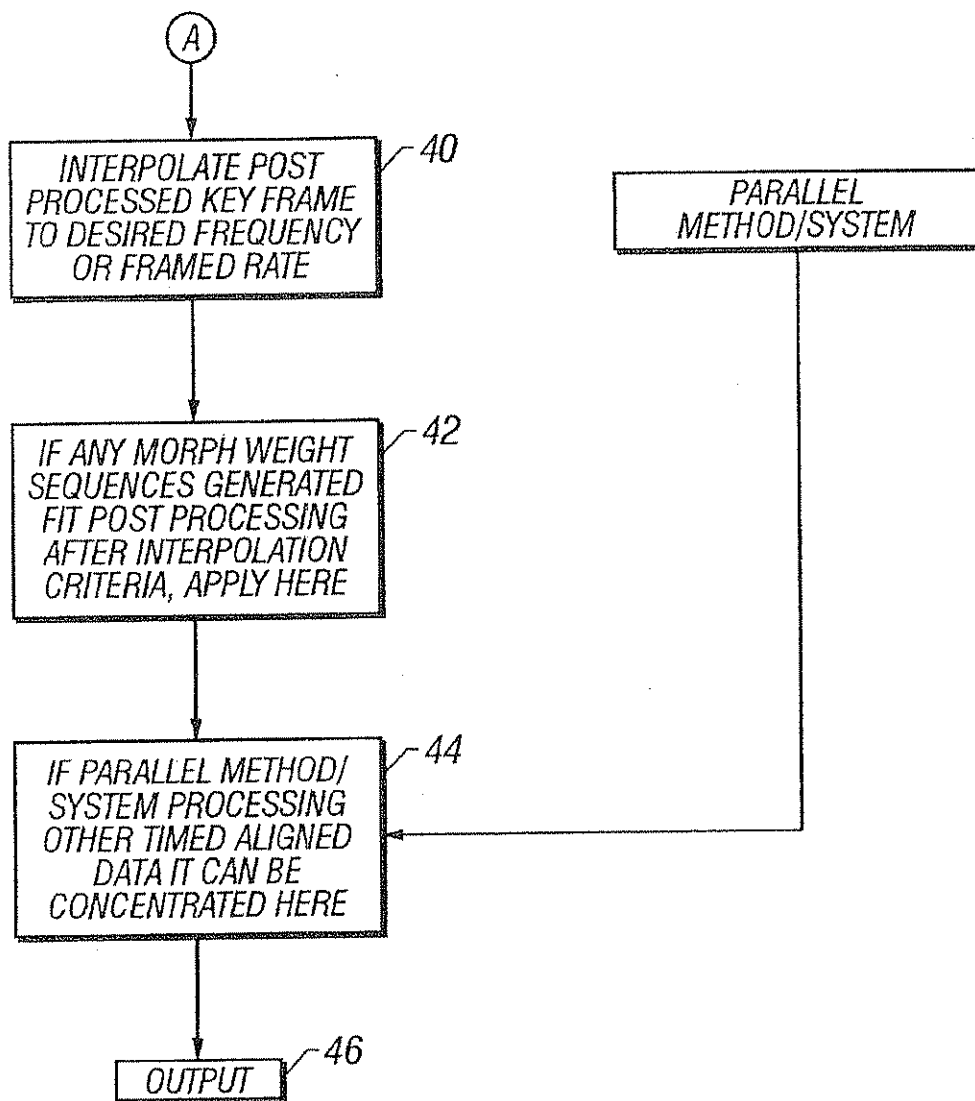 A
INTERPOLATE POST
PROCESSED KEY FRAME
TO DESIRED FREQUENCY
OR FRAMED RATE
40
PARALLEL
METHOD/SYSTEM
IF ANY MORPH WEIGHT
SEQUENCES GENERATED
FIT POST PROCESSING
AFTER INTERPOLATION
CRITERIA, APPLY HERE
42
IF PARALLEL METHOD/
SYSTEM PROCESSING
OTHER TIMED ALIGNED
DATA IT CAN BE
CONCENTRATED HERE
44
OUTPUT
46